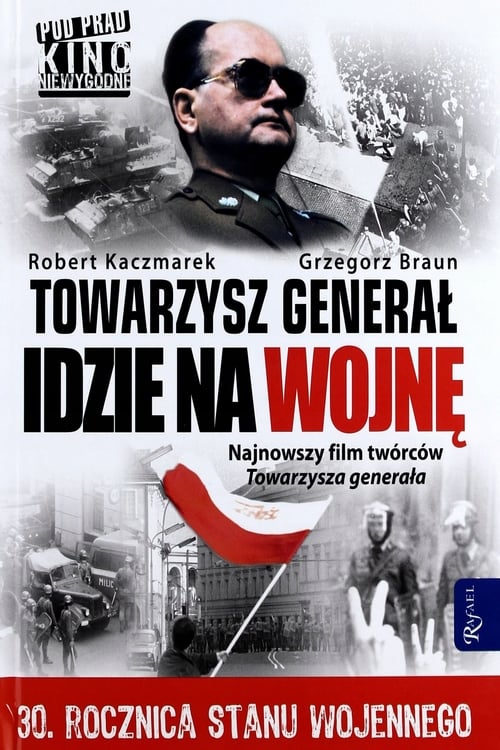 POD PRĄD
KINO
NIEWYGODNE
Robert Kaczmarek Grzegorz Braun
TOWARZYSZ GENERAŁ
IDZIE NA WOJNĘ
Najnowszy film twórców
Towarzysza generała
MILIC
RAFAEL
30. ROCZNICA STANU WOJENNEGO